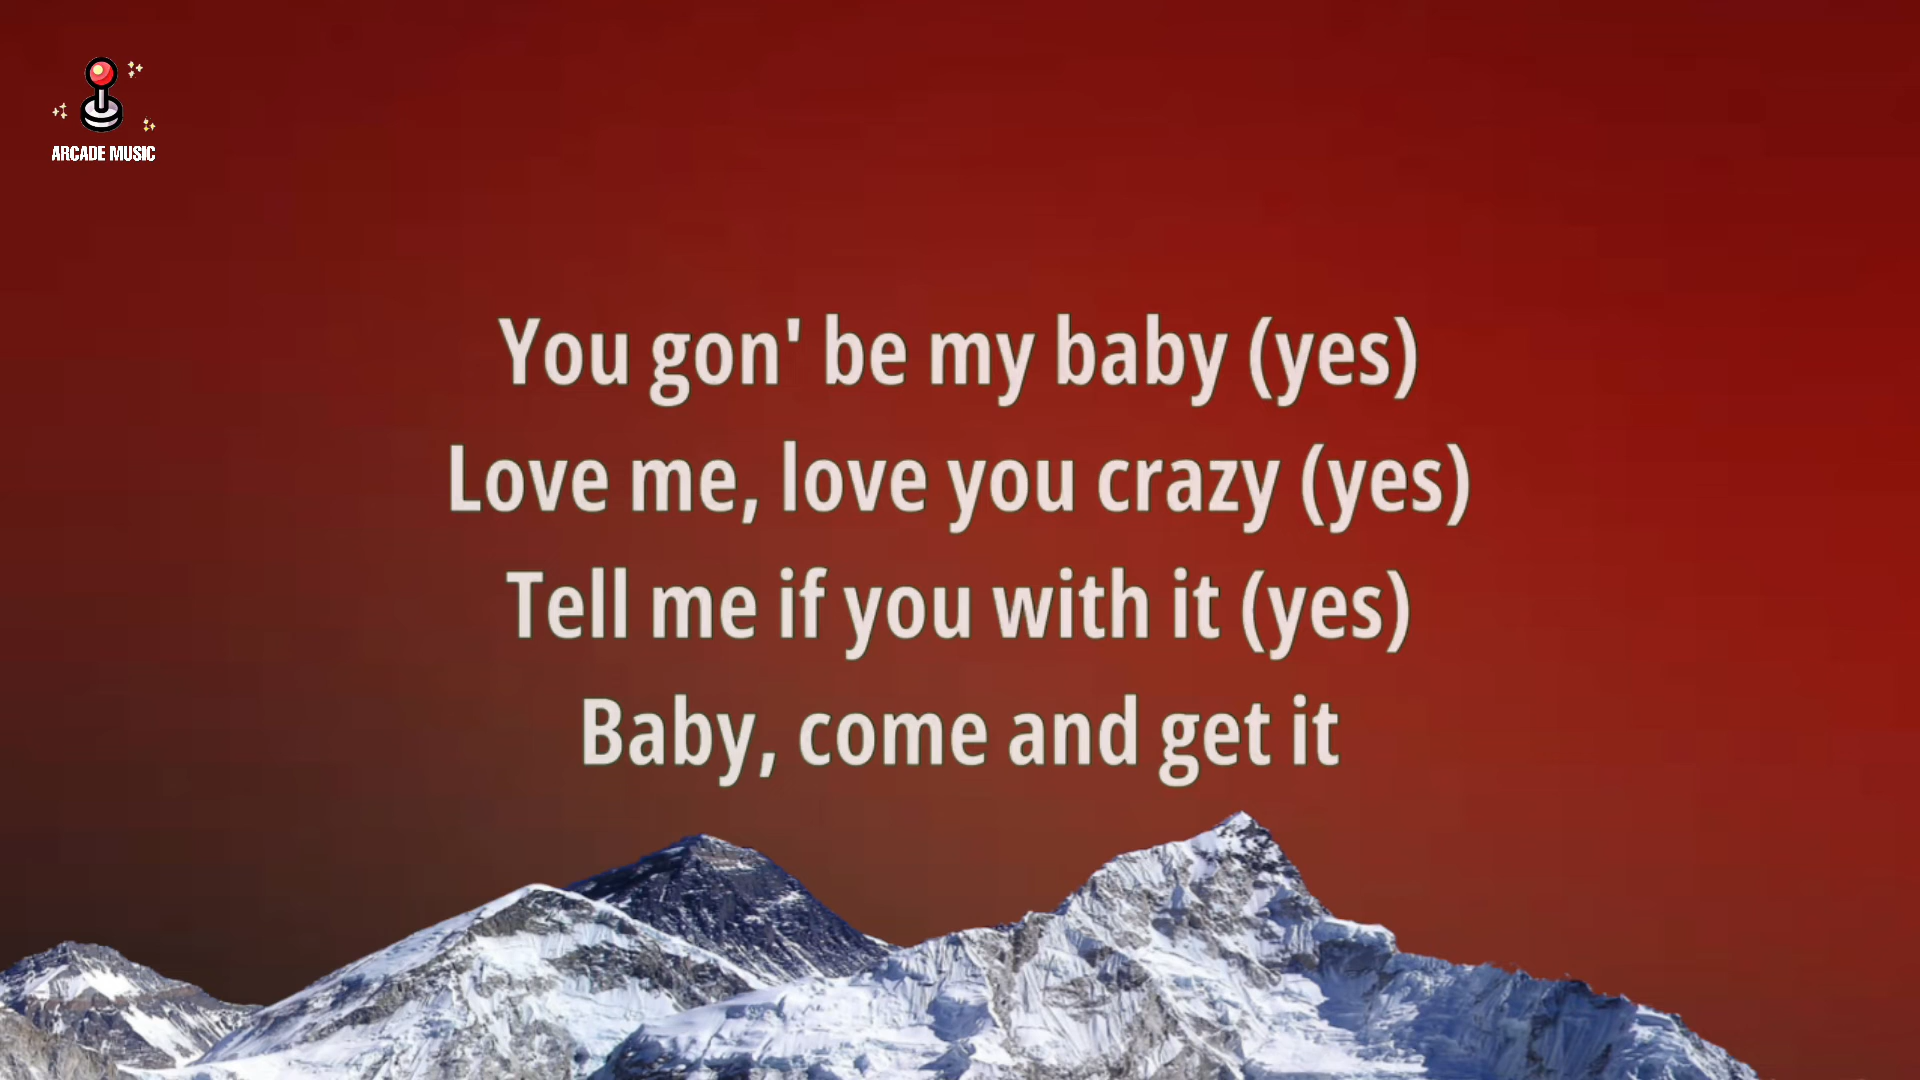 ARCADE MUSIC
You gon' be my baby (yes)
Love me, love you crazy (yes)
Tell me if you with it (yes)
Baby, come and get it